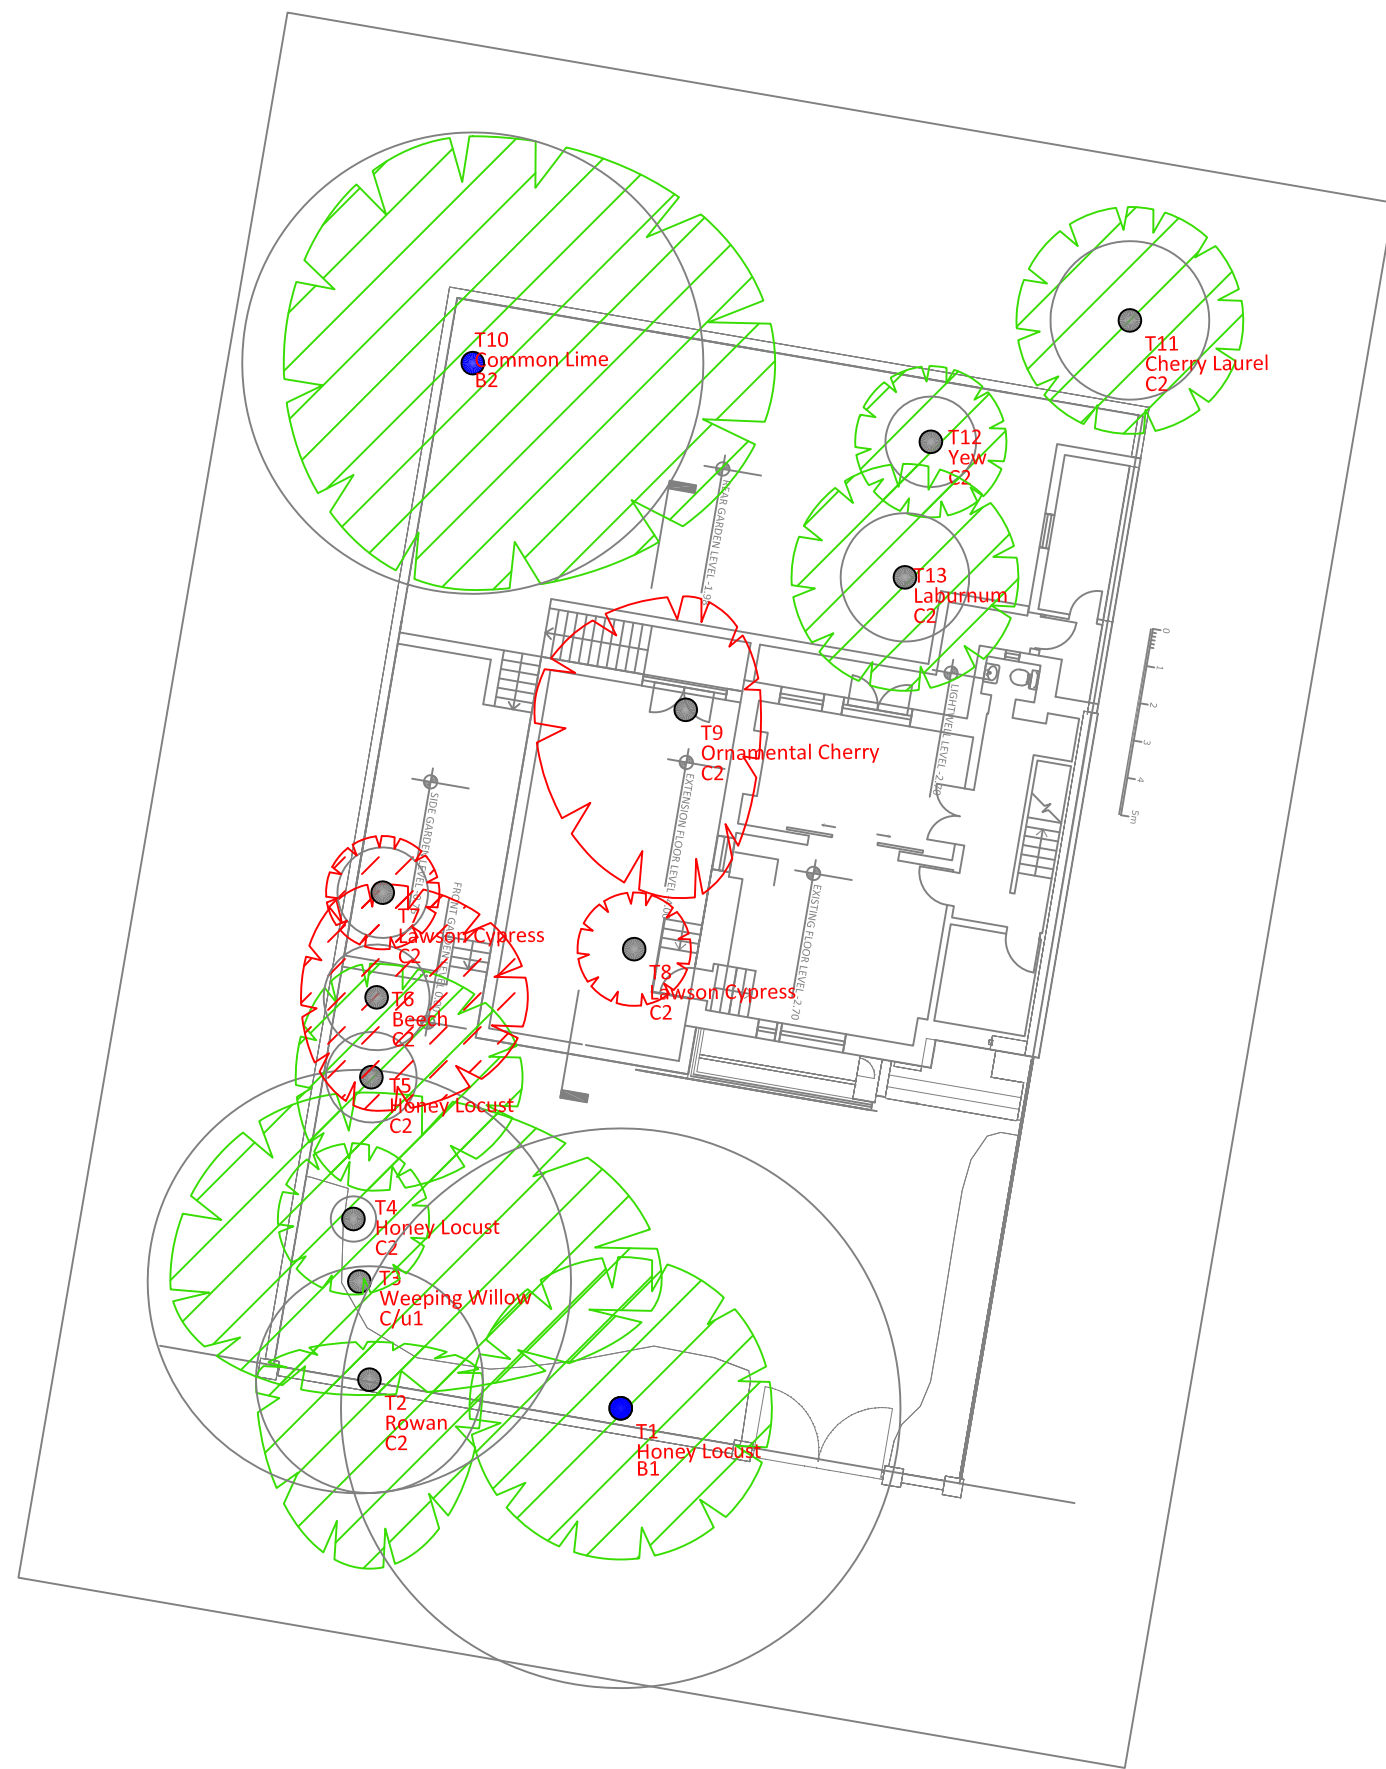 T10
Common Lime
B2
T11
Cherry Laurel
C2
T12
Yew
C2
REAR GARDEN LEVEL -1.98
T13
Laburnum
C2
0
1
2
3
4
5m
LIGHTWELL LEVEL
T9
Ornamental Cherry
C2
EXTENSION FLOOR LEVEL
SIDE GARDEN LEVEL
FRONT GARDEN LEVEL
EXISTING FLOOR LEVEL -2.70
T7
Lawson Cypress
C2
T8
Lawson Cypress
C2
T6
Beech
C2
T5
Honey Locust
C2
T4
Honey Locust
C2
T3
Weeping Willow
C/u1
T2
Rowan
C2
T1
Honey Locust
B1